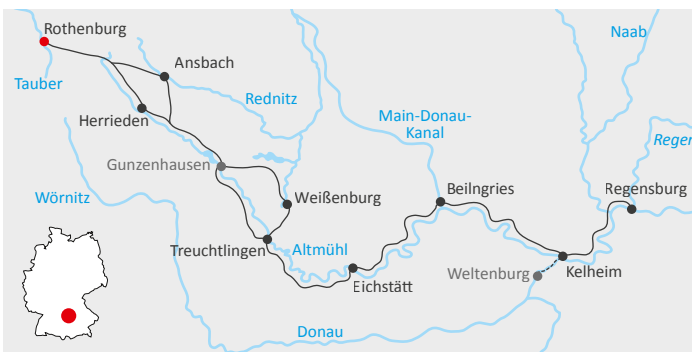 Rothenburg
Naab
Ansbach
Tauber
Rednitz
Main-Donau-
Kanal
Herrieden
Regen
Gunzenhausen
Wörnitz
Weißenburg
Beilngries
Regensburg
Treuchtlingen
Altmühl
Weltenburg
Kelheim
Eichstätt
Donau